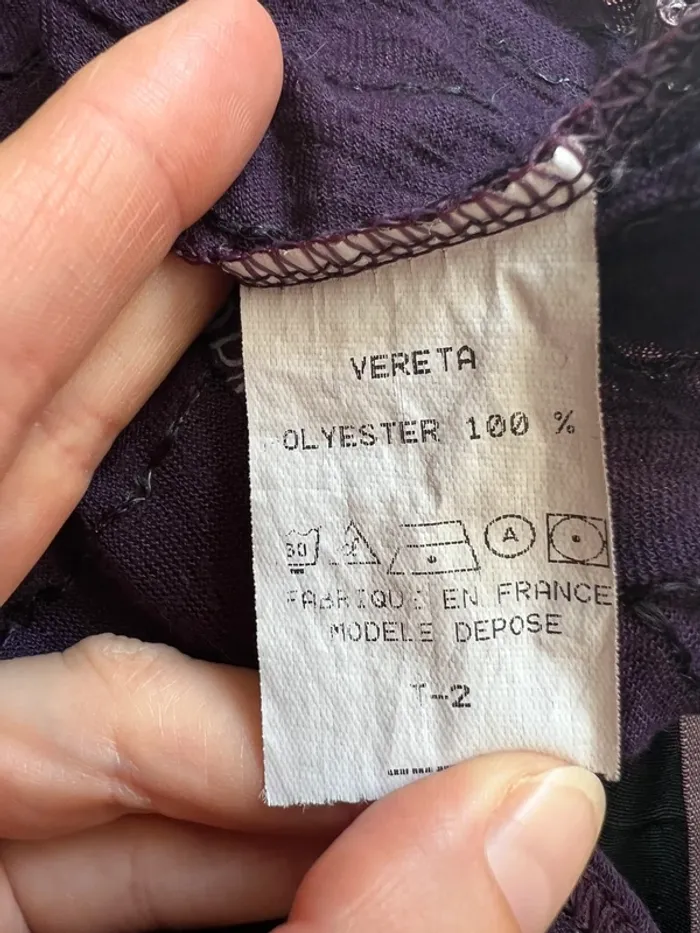 VERETA
OLYESTER 100 %
30 A
FABRIQUE EN FRANCE
MODELE DEPOSE
T-2